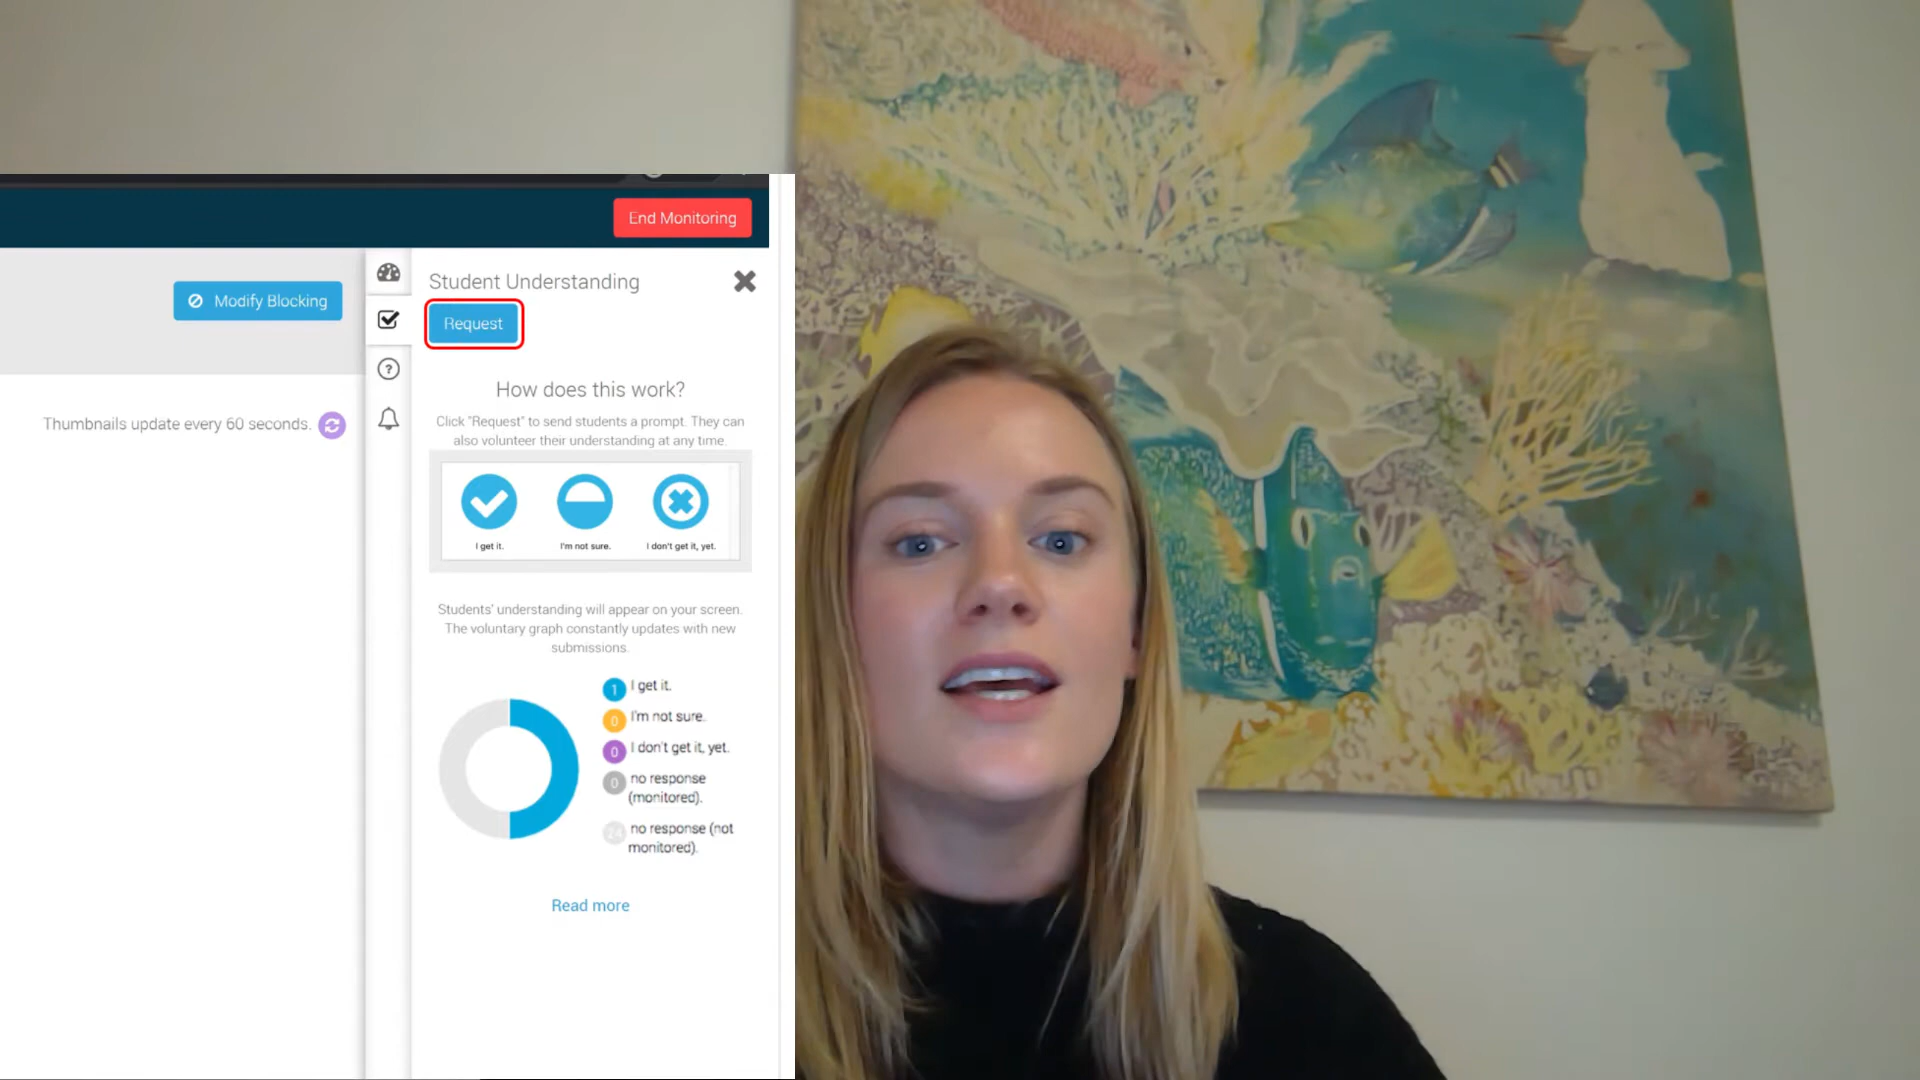 End Monitoring
Modify Blocking
Student Understanding
Request
How does this work?
Click "Request" to send students a prompt. They can
also volunteer their understanding at any time.
Thumbnails update every 60 seconds.
I get it.
I'm not sure.
I don't get it, yet.
Students' understanding will appear on your screen.
The voluntary graph constantly updates with new
submissions.
1 I get it.
0 I'm not sure.
0 I don't get it, yet.
0 no response
(monitored).
24 no response (not
monitored).
Read more